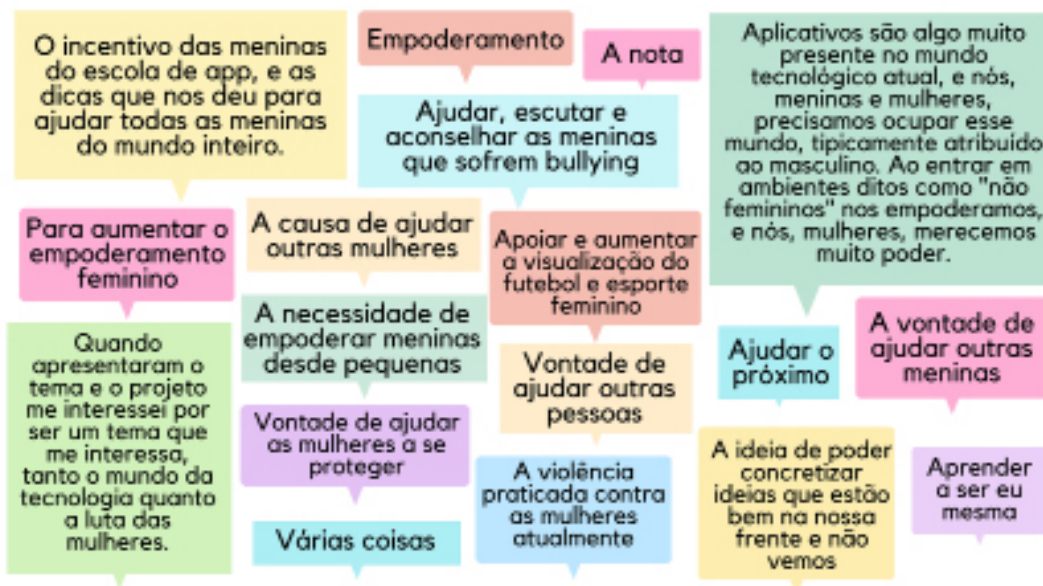 O incentivo das meninas
do escola de app, e as
dicas que nos deu para
ajudar todas as meninas
do mundo inteiro.
Empoderamento
A nota
Ajudar, escutar e
aconselhar as meninas
que sofrem bullying
Aplicativos são algo muito
presente no mundo
tecnológico atual, e nós,
meninas e mulheres,
precisamos ocupar esse
mundo, tipicamente atribuido
ao masculino. Ao entrar em
ambientes ditos como "não
femininos" nos empoderamos,
e nós, mulheres, merecemos
muito poder.
Para aumentar o
empoderamento
feminino
A causa de ajudar
outras mulheres
Apoiar e aumentar
a visualização do
futebol e esporte
feminino
A necessidade de
empoderar meninas
desde pequenas
Ajudar o
próximo
A vontade de
ajudar outras
meninas
Quando
apresentaram o
tema e o projeto
me interessei por
ser um tema que
me interessa,
tanto o mundo da
tecnologia quanto
a luta das
mulheres.
Vontade de
ajudar outras
pessoas
Vontade de ajudar
as mulheres a se
proteger
A violência
praticada contra
as mulheres
atualmente
A ideia de poder
concretizar
ideias que estão
bem na nossa
frente e não
vemos
Aprender
a ser eu
mesma
Várias coisas